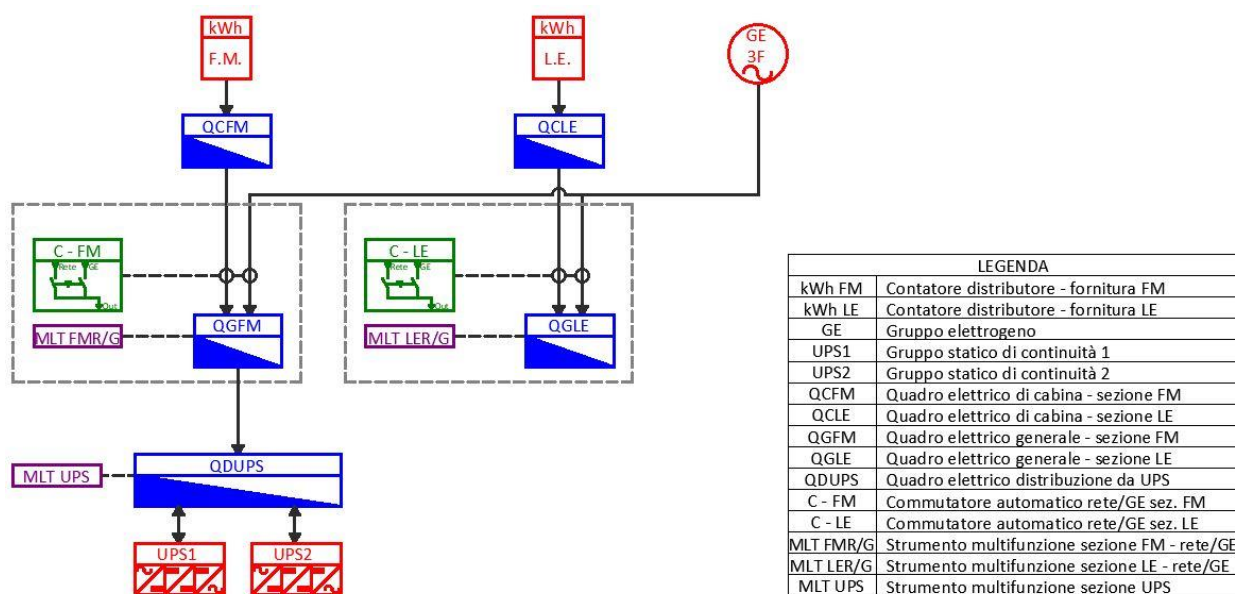 kWh
F.M.
kWh
L.E.
GE
3F
QCFM
QCLE
C - FM
Rete GE
Out
C - LE
Rete GE
Out
MLT FMR/G
QGFM
MLT LER/G
QGLE
QDUPS
MLT UPS
UPS1
UPS2
LEGENDA
kWh FM Contatore distributore - fornitura FM
kWh LE Contatore distributore - fornitura LE
GE Gruppo elettrogeno
UPS1 Gruppo statico di continuità 1
UPS2 Gruppo statico di continuità 2
QCFM Quadro elettrico di cabina - sezione FM
QCLE Quadro elettrico di cabina - sezione LE
QGFM Quadro elettrico generale - sezione FM
QGLE Quadro elettrico generale - sezione LE
QDUPS Quadro elettrico distribuzione da UPS
C - FM Commutatore automatico rete/GE sez. FM
C - LE Commutatore automatico rete/GE sez. LE
MLT FMR/G Strumento multifunzione sezione FM - rete/GE
MLT LER/G Strumento multifunzione sezione LE - rete/GE
MLT UPS Strumento multifunzione sezione UPS